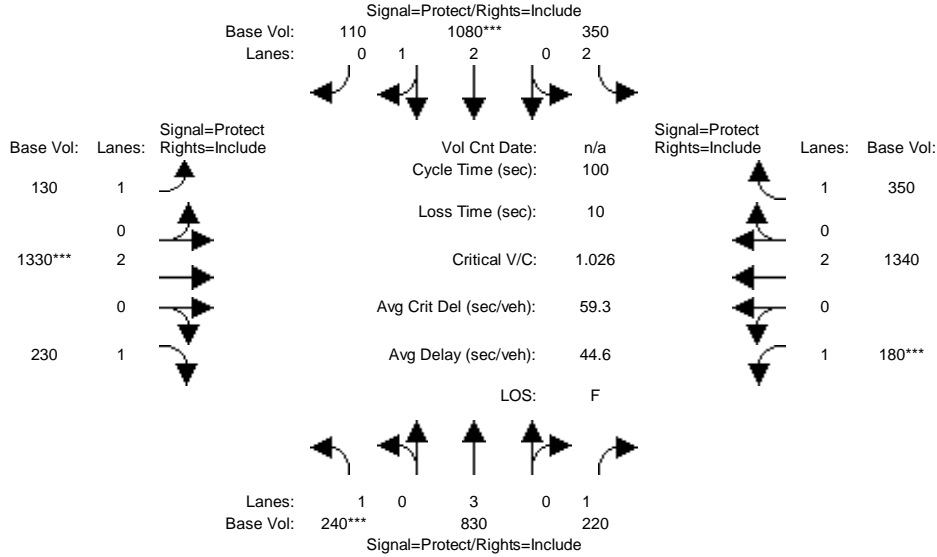 Signal=Protect/Rights=Include
Base Vol: 110 1080*** 350
Lanes: 0 1 2 0 2
Signal=Protect
Rights=Include
Base Vol: Lanes:
Vol Cnt Date: n/a
Signal=Protect
Rights=Include
Lanes: Base Vol:
Cycle Time (sec): 100
130 1
1 350
Loss Time (sec): 10
0
0
1330*** 2
Critical V/C: 1.026
2 1340
0
Avg Crit Del (sec/veh): 59.3
0
230 1
Avg Delay (sec/veh): 44.6
1 180***
LOS: F
Lanes: 1 0 3 0 1
Base Vol: 240*** 830 220
Signal=Protect/Rights=Include